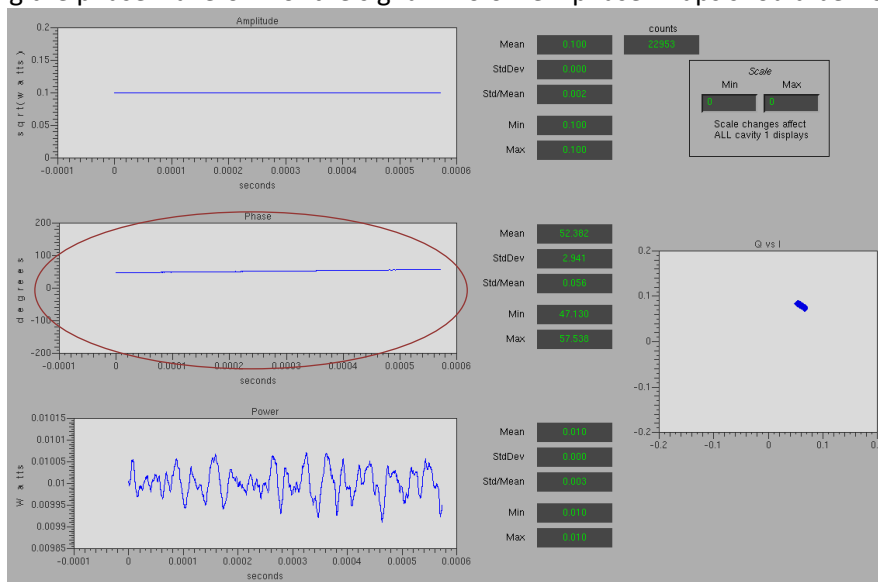 Amplitude
0.2
0.15
0.1
0.05
0
sqrt(watts)
-0.0001 0 0.0001 0.0002 0.0003 0.0004 0.0005 0.0006
seconds
Mean 0.100
StdDev 0.000
Std/Mean 0.002
Min 0.100
Max 0.100
counts
22953
Scale
Min Max
0 0
Scale changes affect
ALL cavity 1 displays
Phase
200
100
0
-100
-200
degrees
-0.0001 0 0.0001 0.0002 0.0003 0.0004 0.0005 0.0006
seconds
Mean 52.382
StdDev 2.941
Std/Mean 0.056
Min 47.130
Max 57.538
Q vs I
0.2
0.1
0
-0.1
-0.2
-0.2 -0.1 0 0.1
Power
0.01015
0.0101
0.01005
0.01
0.00995
0.0099
0.00985
Watts
-0.0001 0 0.0001 0.0002 0.0003 0.0004 0.0005 0.0006
seconds
Mean 0.010
StdDev 0.000
Std/Mean 0.003
Min 0.010
Max 0.010